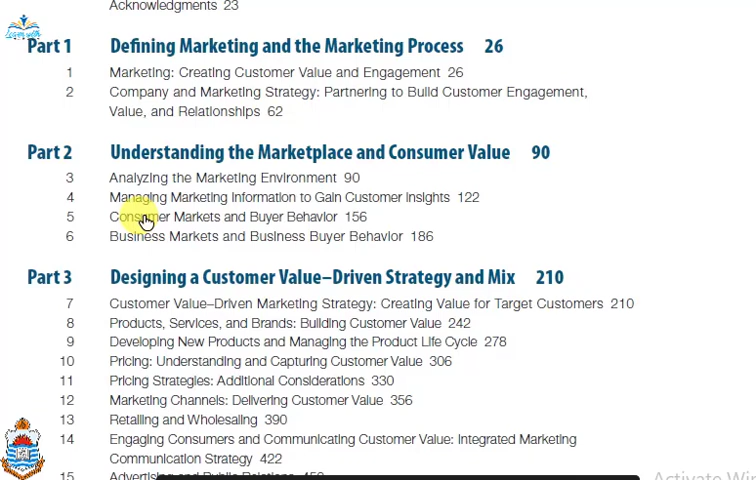 Acknowledgments 23
Part 1 Defining Marketing and the Marketing Process 26
1 Marketing: Creating Customer Value and Engagement 26
2 Company and Marketing Strategy: Partnering to Build Customer Engagement,
Value, and Relationships 62
Part 2 Understanding the Marketplace and Consumer Value 90
3 Analyzing the Marketing Environment 90
4 Managing Marketing Information to Gain Customer Insights 122
5 Consumer Markets and Buyer Behavior 156
6 Business Markets and Business Buyer Behavior 186
Part 3 Designing a Customer Value–Driven Strategy and Mix 210
7 Customer Value–Driven Marketing Strategy: Creating Value for Target Customers 210
8 Products, Services, and Brands: Building Customer Value 242
9 Developing New Products and Managing the Product Life Cycle 278
10 Pricing: Understanding and Capturing Customer Value 306
11 Pricing Strategies: Additional Considerations 330
12 Marketing Channels: Delivering Customer Value 356
13 Retailing and Wholesaling 390
14 Engaging Consumers and Communicating Customer Value: Integrated Marketing
Communication Strategy 422
15 Advertising and Public Relations 450
Activate Win